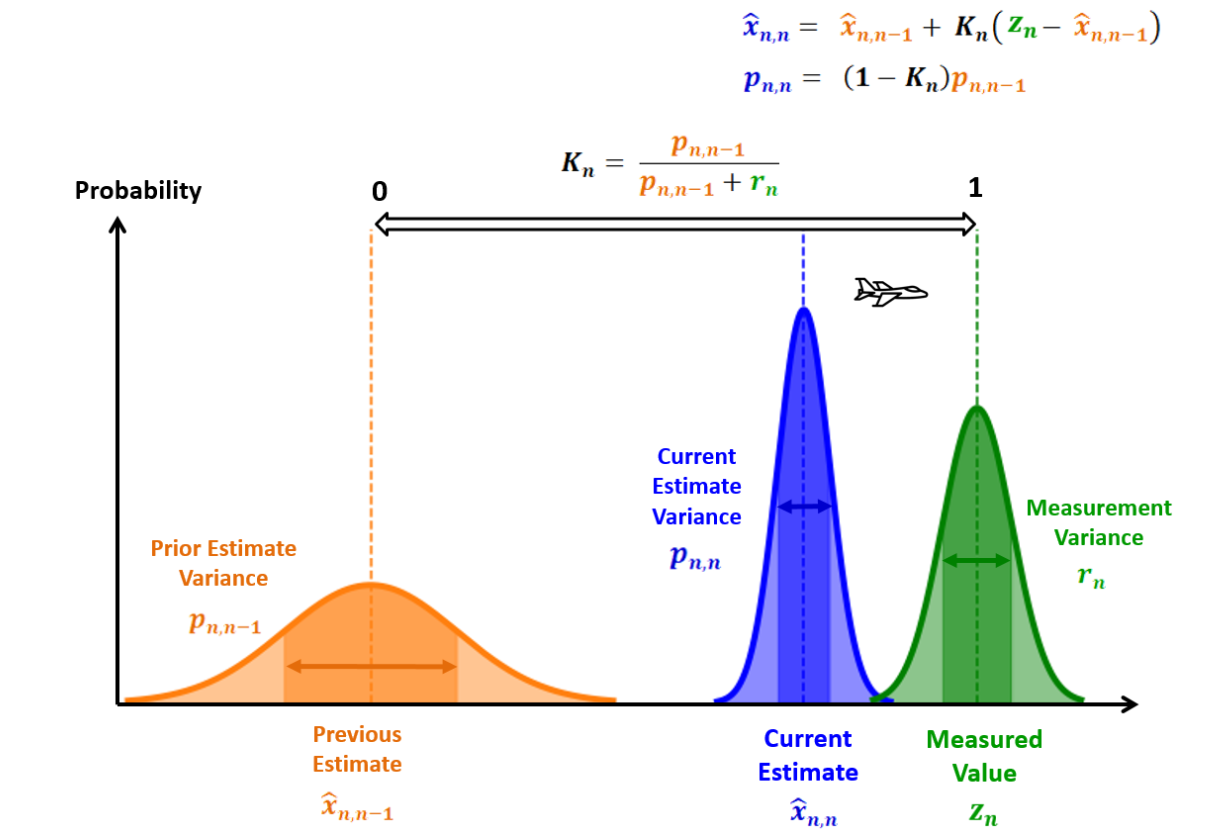 x̂n,n = x̂n,n−1 + Kn(zn − x̂n,n−1)
pn,n = (1 − Kn)pn,n−1
Kn = pn,n−1 / (pn,n−1 + rn)
Probability
0
1
Current
Estimate
Variance
pn,n
Measurement
Variance
rn
Prior Estimate
Variance
pn,n−1
Previous
Estimate
x̂n,n−1
Current
Estimate
x̂n,n
Measured
Value
zn